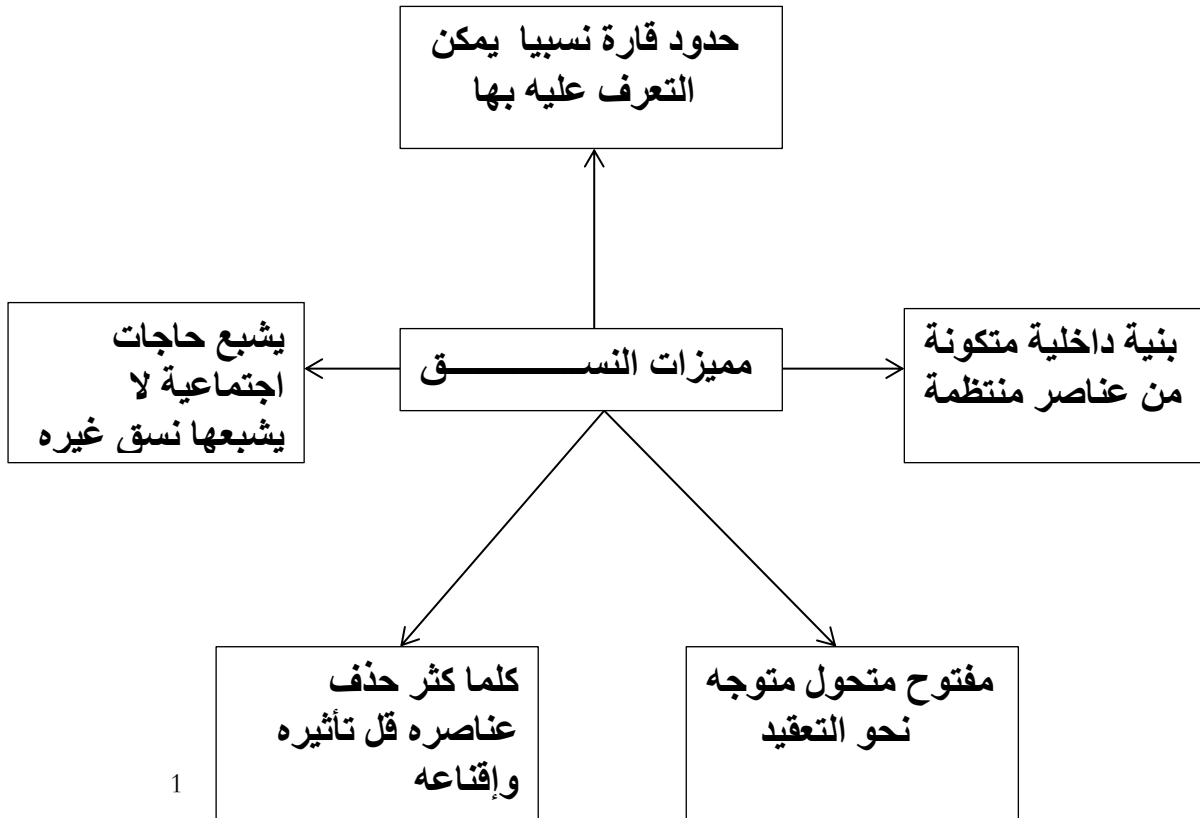 حدود قارة نسبيا يمكن
التعرف عليه بها
بنية داخلية متكونة
من عناصر منتظمة
مميزات النســـــــــــــق
يشبع حاجات
اجتماعية لا
يشبعها نسق غيره
مفتوح متحول متوجه
نحو التعقيد
كلما كثر حذف
عناصره قل تأثيره
وإقناعه
1